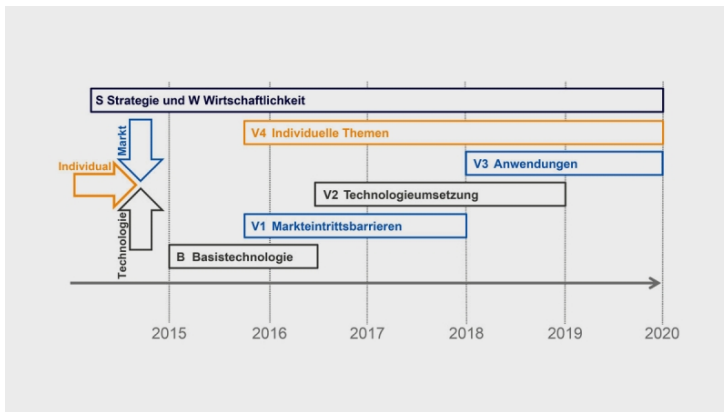 S Strategie und W Wirtschaftlichkeit
Markt
V4 Individuelle Themen
Individual
V3 Anwendungen
V2 Technologieumsetzung
Technologie
V1 Markteintrittsbarrieren
B Basistechnologie
2015 2016 2017 2018 2019 2020